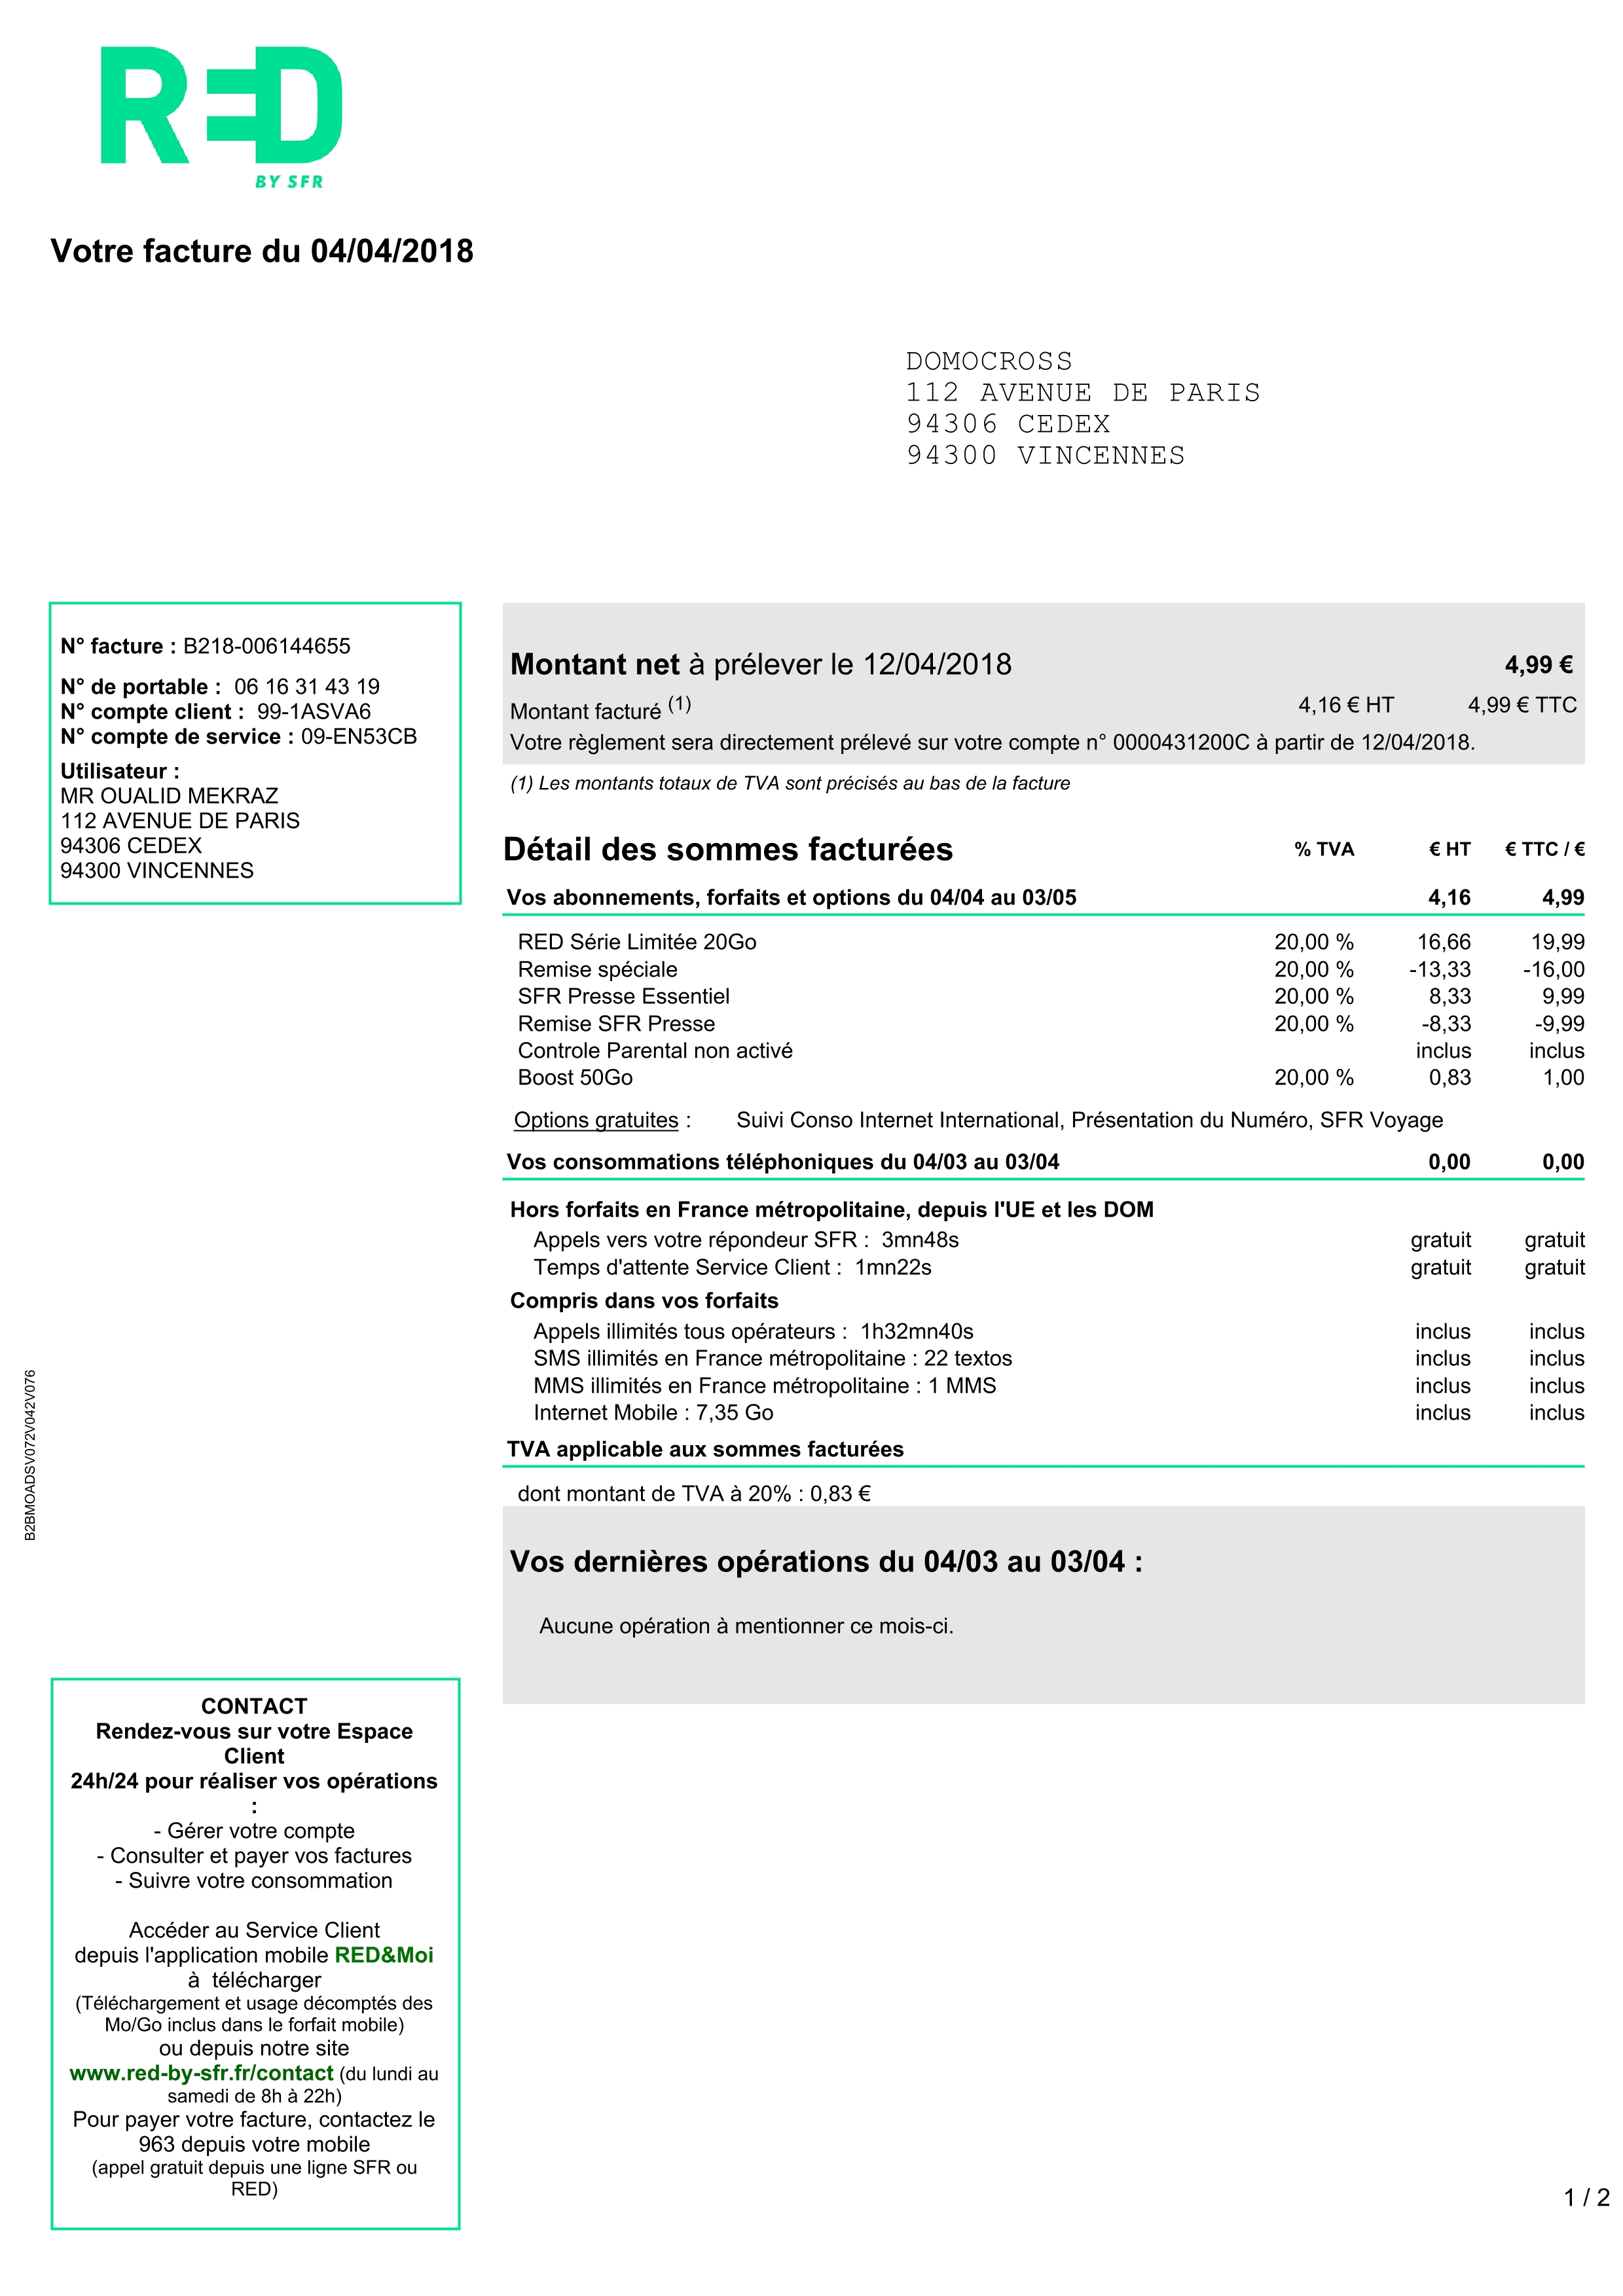 RED
BY SFR
Votre facture du 04/04/2018
DOMOCROSS
112 AVENUE DE PARIS
94306 CEDEX
94300 VINCENNES
N° facture : B218-006144655
N° de portable : 06 16 31 43 19
N° compte client : 99-1ASVA6
N° compte de service : 09-EN53CB
Utilisateur :
MR OUALID MEKRAZ
112 AVENUE DE PARIS
94306 CEDEX
94300 VINCENNES
Montant net à prélever le 12/04/2018 4,99 €
Montant facturé (1) 4,16 € HT 4,99 € TTC
Votre règlement sera directement prélevé sur votre compte n° 0000431200C à partir de 12/04/2018.
(1) Les montants totaux de TVA sont précisés au bas de la facture
Détail des sommes facturées % TVA € HT € TTC / €
Vos abonnements, forfaits et options du 04/04 au 03/05 4,16 4,99
RED Série Limitée 20Go 20,00 % 16,66 19,99
Remise spéciale 20,00 % -13,33 -16,00
SFR Presse Essentiel 20,00 % 8,33 9,99
Remise SFR Presse 20,00 % -8,33 -9,99
Controle Parental non activé inclus inclus
Boost 50Go 20,00 % 0,83 1,00
Options gratuites : Suivi Conso Internet International, Présentation du Numéro, SFR Voyage
Vos consommations téléphoniques du 04/03 au 03/04 0,00 0,00
Hors forfaits en France métropolitaine, depuis l'UE et les DOM
Appels vers votre répondeur SFR : 3mn48s gratuit gratuit
Temps d'attente Service Client : 1mn22s gratuit gratuit
Compris dans vos forfaits
Appels illimités tous opérateurs : 1h32mn40s inclus inclus
SMS illimités en France métropolitaine : 22 textos inclus inclus
MMS illimités en France métropolitaine : 1 MMS inclus inclus
Internet Mobile : 7,35 Go inclus inclus
TVA applicable aux sommes facturées
dont montant de TVA à 20% : 0,83 €
Vos dernières opérations du 04/03 au 03/04 :
Aucune opération à mentionner ce mois-ci.
B2BMOADSV072V042V076
CONTACT
Rendez-vous sur votre Espace
Client
24h/24 pour réaliser vos opérations
:
- Gérer votre compte
- Consulter et payer vos factures
- Suivre votre consommation
Accéder au Service Client
depuis l'application mobile RED&Moi
à télécharger
(Téléchargement et usage décomptés des
Mo/Go inclus dans le forfait mobile)
ou depuis notre site
www.red-by-sfr.fr/contact (du lundi au
samedi de 8h à 22h)
Pour payer votre facture, contactez le
963 depuis votre mobile
(appel gratuit depuis une ligne SFR ou
RED)
1 / 2